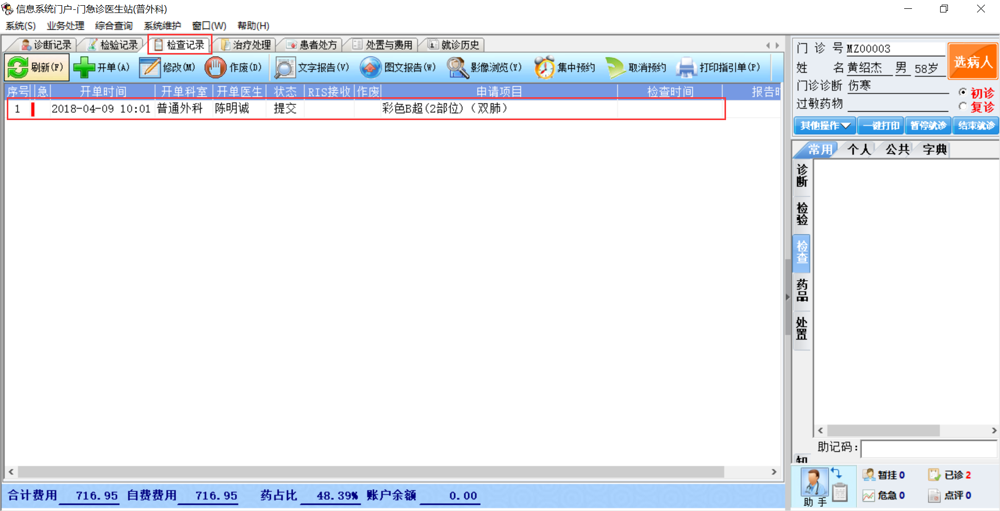 信息系统门户-门急诊医生站(普外科)
系统(S) 业务处理 综合查询 系统维护 窗口(W) 帮助(H)
诊断记录 检验记录 检查记录 治疗处理 患者处方 处置与费用 就诊历史
刷新(F) 开单(A) 修改(M) 作废(D) 文字报告(V) 图文报告(W) 影像浏览(Y) 集中预约 取消预约 打印指引单(P)
序号 急 开单时间 开单科室 开单医生 状态 RIS接收 作废 申请项目 检查时间 报告时
1 2018-04-09 10:01 普通外科 陈明诚 提交 彩色B超(2部位)（双肺）
门 诊 号 MZ00003
选病人
姓 名 黄绍杰 男 58岁
门诊诊断 伤寒
初诊
过敏药物
复诊
其他操作 一键打印 暂停就诊 结束就诊
常用 个人 公共 字典
诊断
检验
检查
药品
处置
知
助记码:
助 手
暂挂 0 已诊 2
危急 0 点评 0
合计费用 716.95 自费费用 716.95 药占比 48.39% 账户余额 0.00